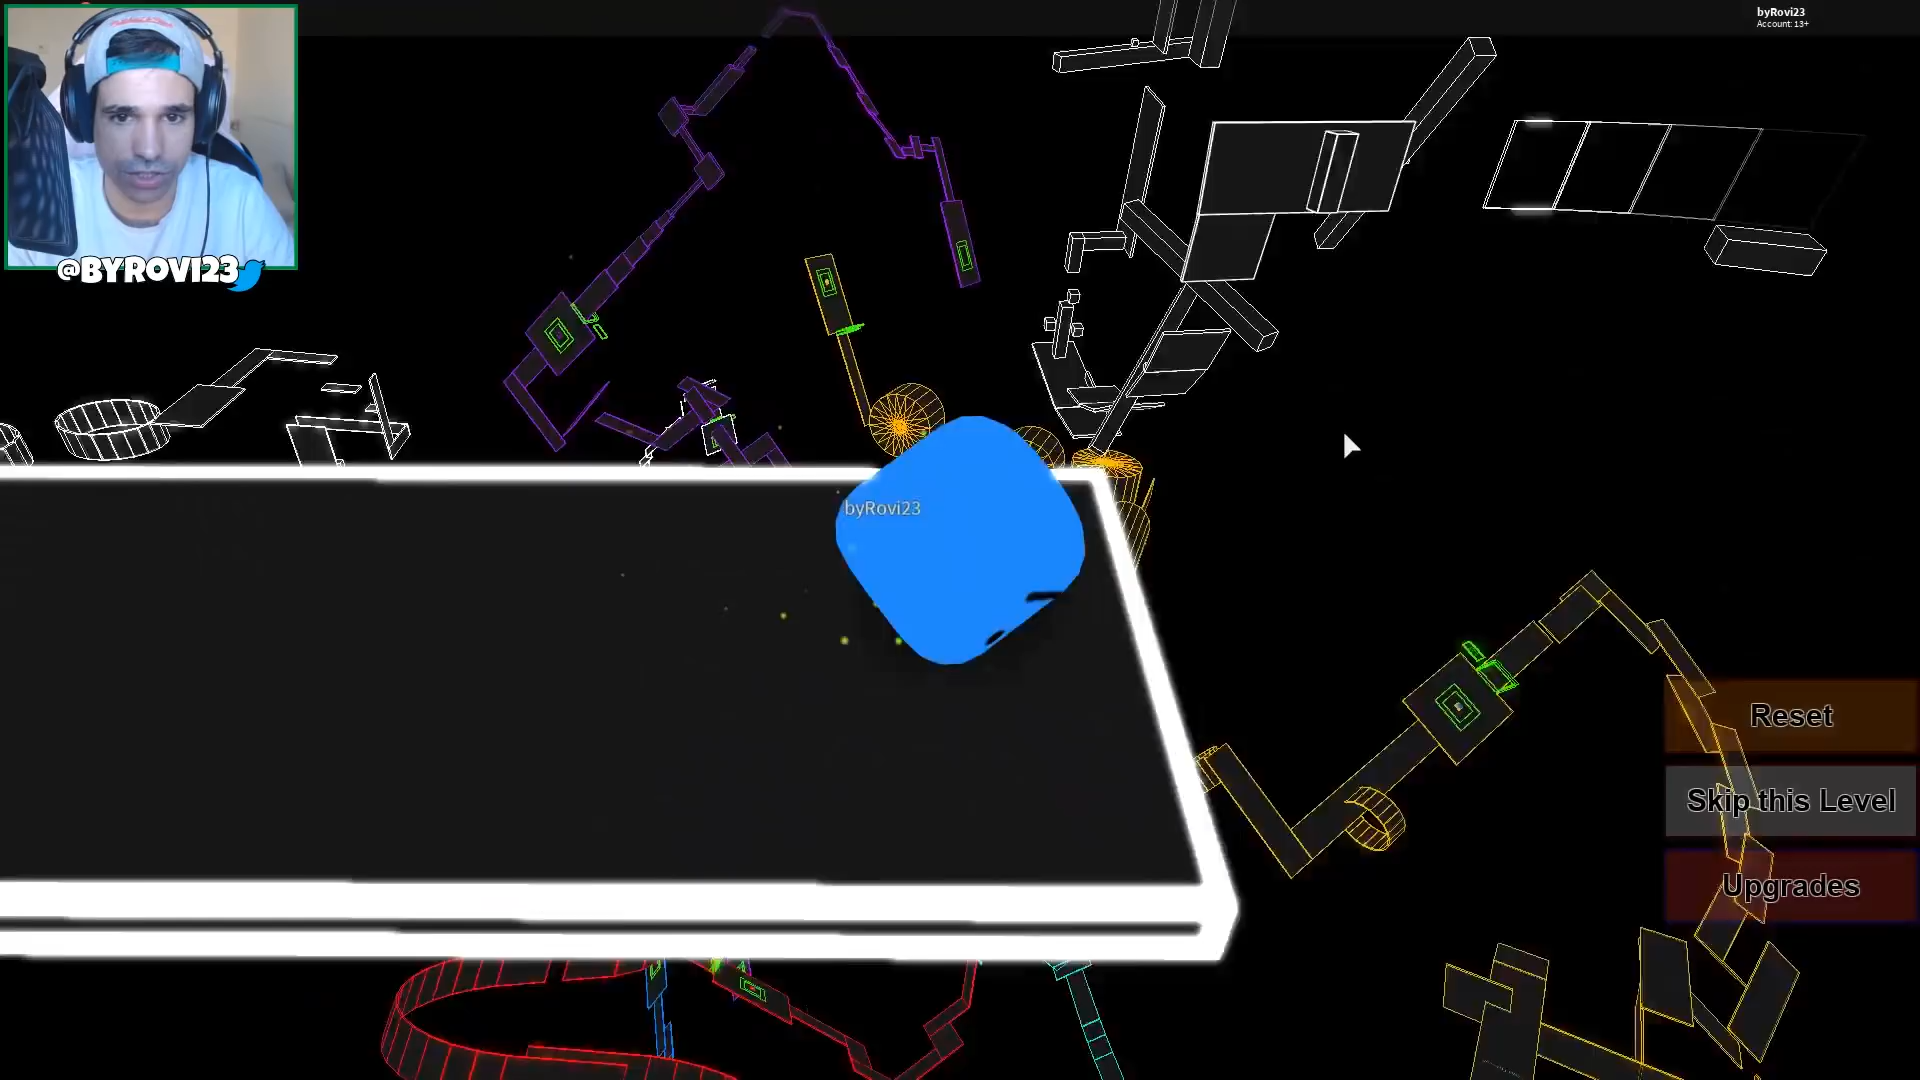 byRovi23
Account: 13+
@BYROVI23
byRovi23
Reset
Skip this Level
Upgrades